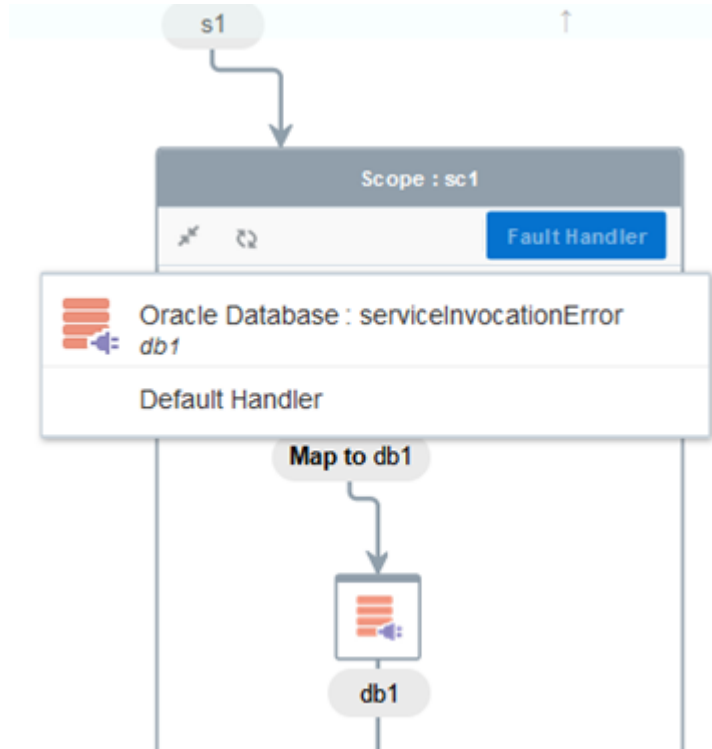 s1
Scope : sc1
Fault Handler
Oracle Database : serviceInvocationError
db1
Default Handler
Map to db1
db1